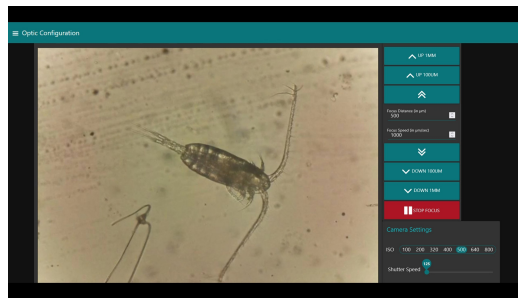 Optic Configuration
UP 1MM
UP 100UM
Focus Distance (in µm)
500
Focus Speed (in µm/sec)
1000
DOWN 100UM
DOWN 1MM
STOP FOCUS
Camera Settings
ISO 100 200 320 400 500 640 800
125
Shutter Speed